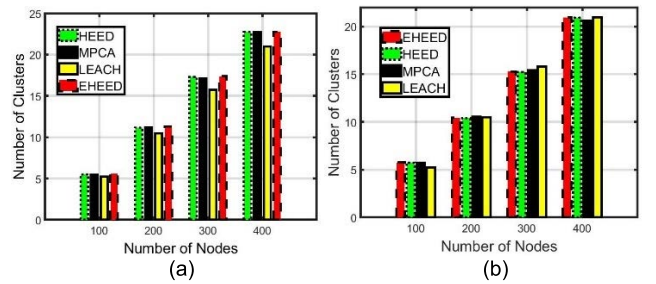 25
20
15
10
5
0
Number of Clusters
HEED
MPCA
LEACH
EHEED
100 200 300 400
Number of Nodes
(a)
20
15
10
5
0
Number of Clusters
EHEED
HEED
MPCA
LEACH
100 200 300 400
Number of Nodes
(b)